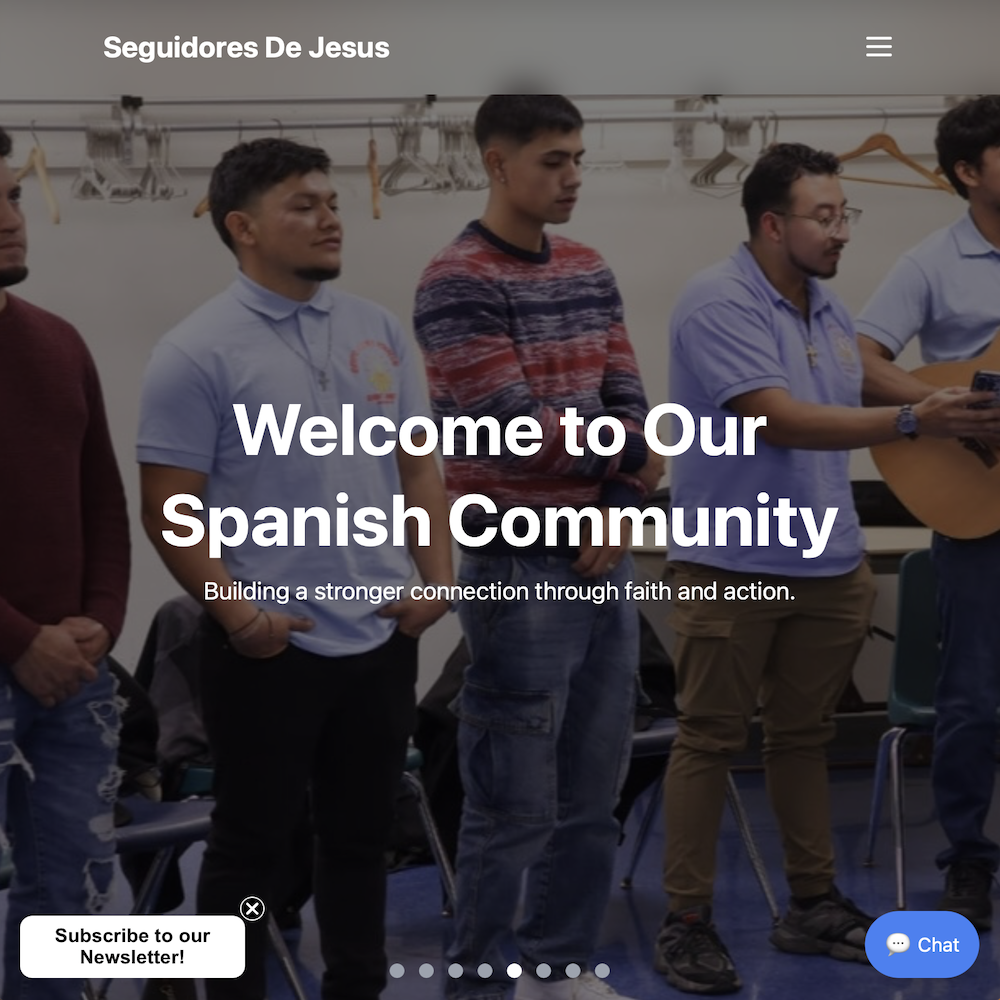 Seguidores De Jesus
Welcome to Our
Spanish Community
Building a stronger connection through faith and action.
Subscribe to our
Newsletter!
Chat